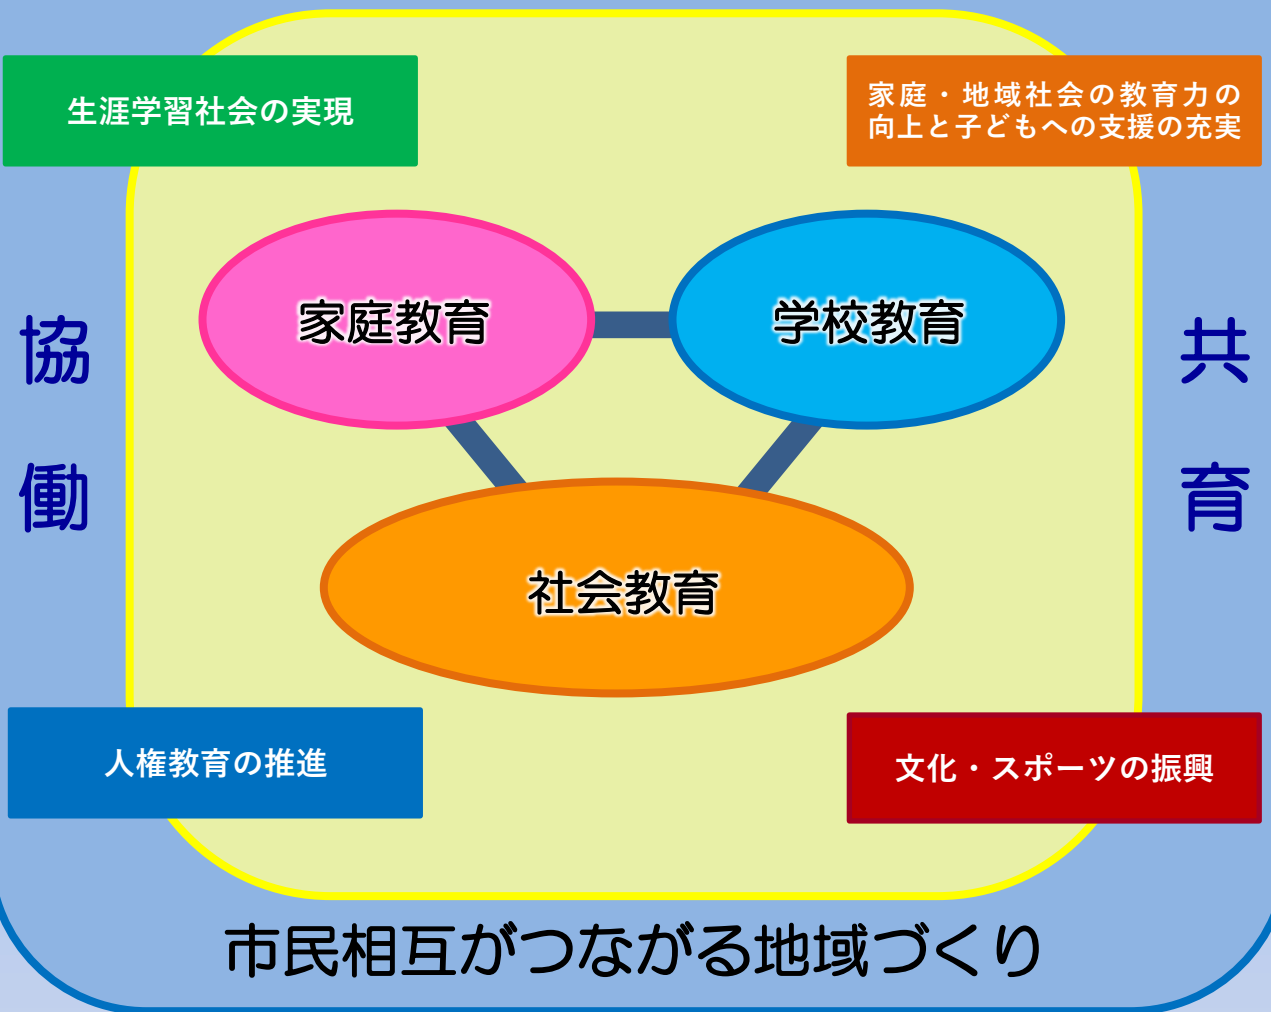 生涯学習社会の実現
家庭・地域社会の教育力の
向上と子どもへの支援の充実
家庭教育
学校教育
協働
共育
社会教育
人権教育の推進
文化・スポーツの振興
市民相互がつながる地域づくり